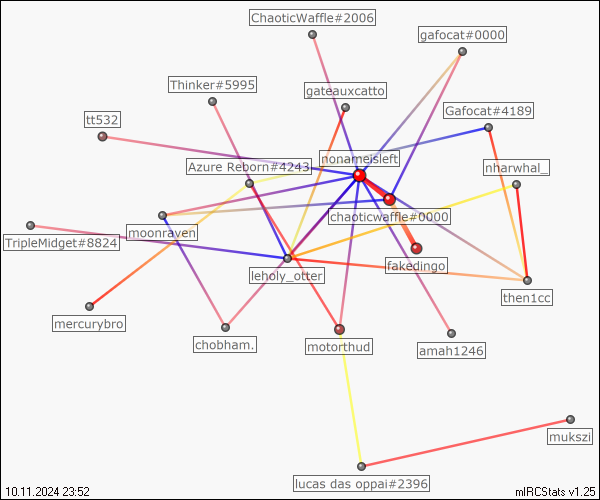 ChaoticWaffle#2006
gafocat#0000
Thinker#5995
gateauxcatto
Gafocat#4189
tt532
nonameisleft
Azure Reborn#4243
nharwhal_
chaoticwaffle#0000
moonraven
TripleMidget#8824
fakedingo
leholy_otter
then1cc
mercurybro
chobham.
motorthud
amah1246
mukszi
lucas das oppai#2396
10.11.2024 23:52
mIRCStats v1.25